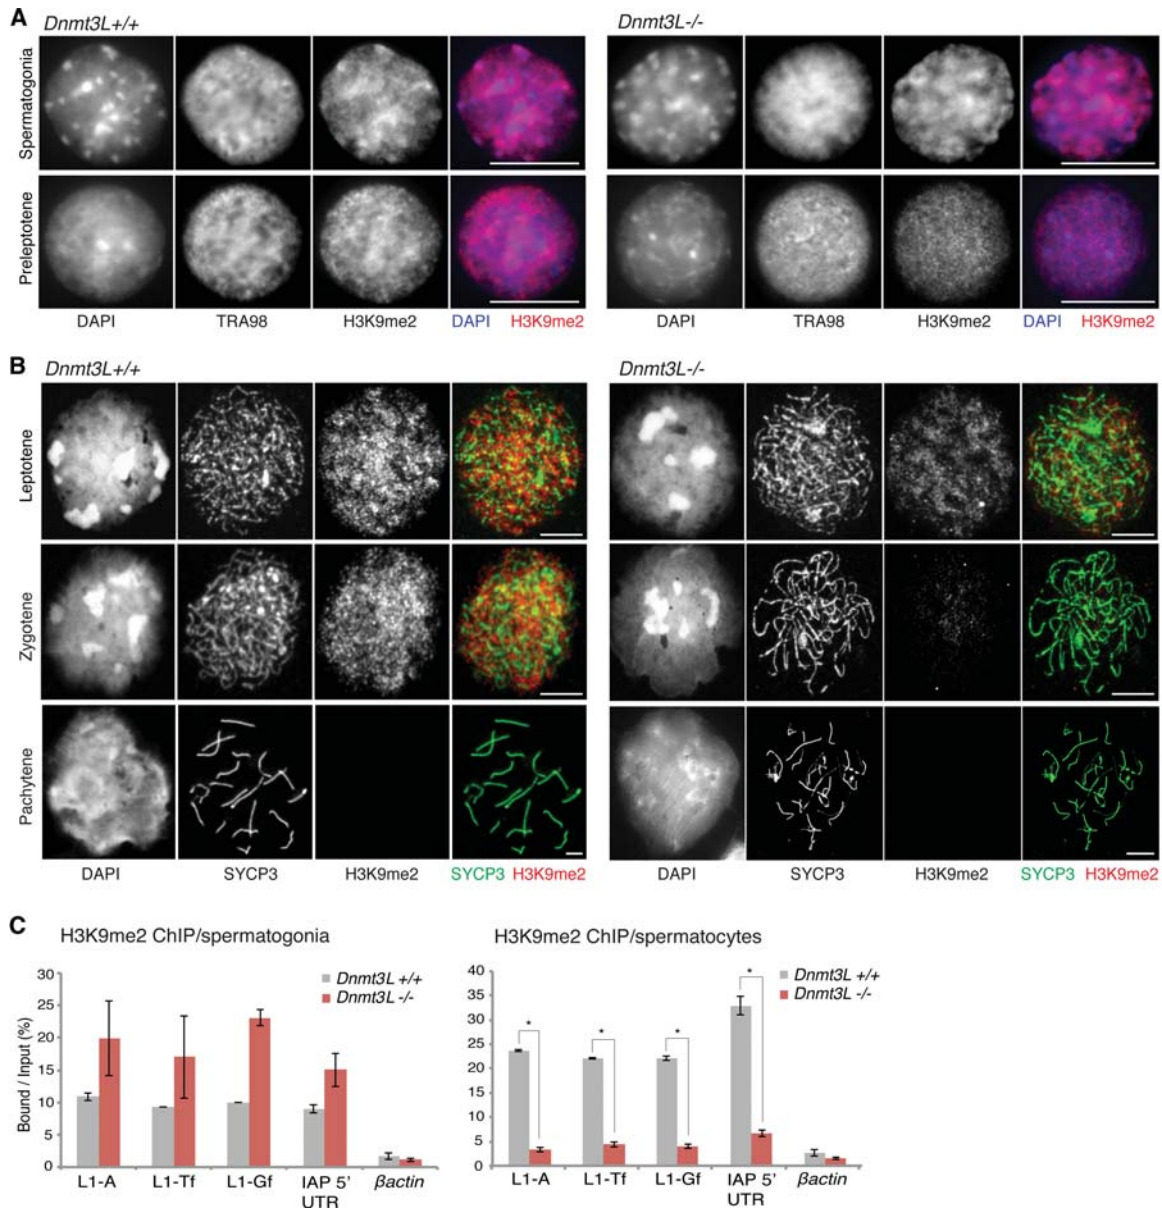 A
Dnmt3L+/+
Dnmt3L-/-
Spermatogonia
Preleptotene
DAPI TRA98 H3K9me2 DAPI H3K9me2
DAPI TRA98 H3K9me2 DAPI H3K9me2
B
Dnmt3L+/+
Dnmt3L-/-
Leptotene
Zygotene
Pachytene
DAPI SYCP3 H3K9me2 SYCP3 H3K9me2
DAPI SYCP3 H3K9me2 SYCP3 H3K9me2
C
H3K9me2 ChIP/spermatogonia
Bound / Input (%)
30
25
20
15
10
5
0
Dnmt3L +/+
Dnmt3L -/-
L1-A L1-Tf L1-Gf IAP 5' βactin
UTR
H3K9me2 ChIP/spermatocytes
40
35
30
25
20
15
10
5
0
* * * *
Dnmt3L +/+
Dnmt3L -/-
L1-A L1-Tf L1-Gf IAP 5' βactin
UTR